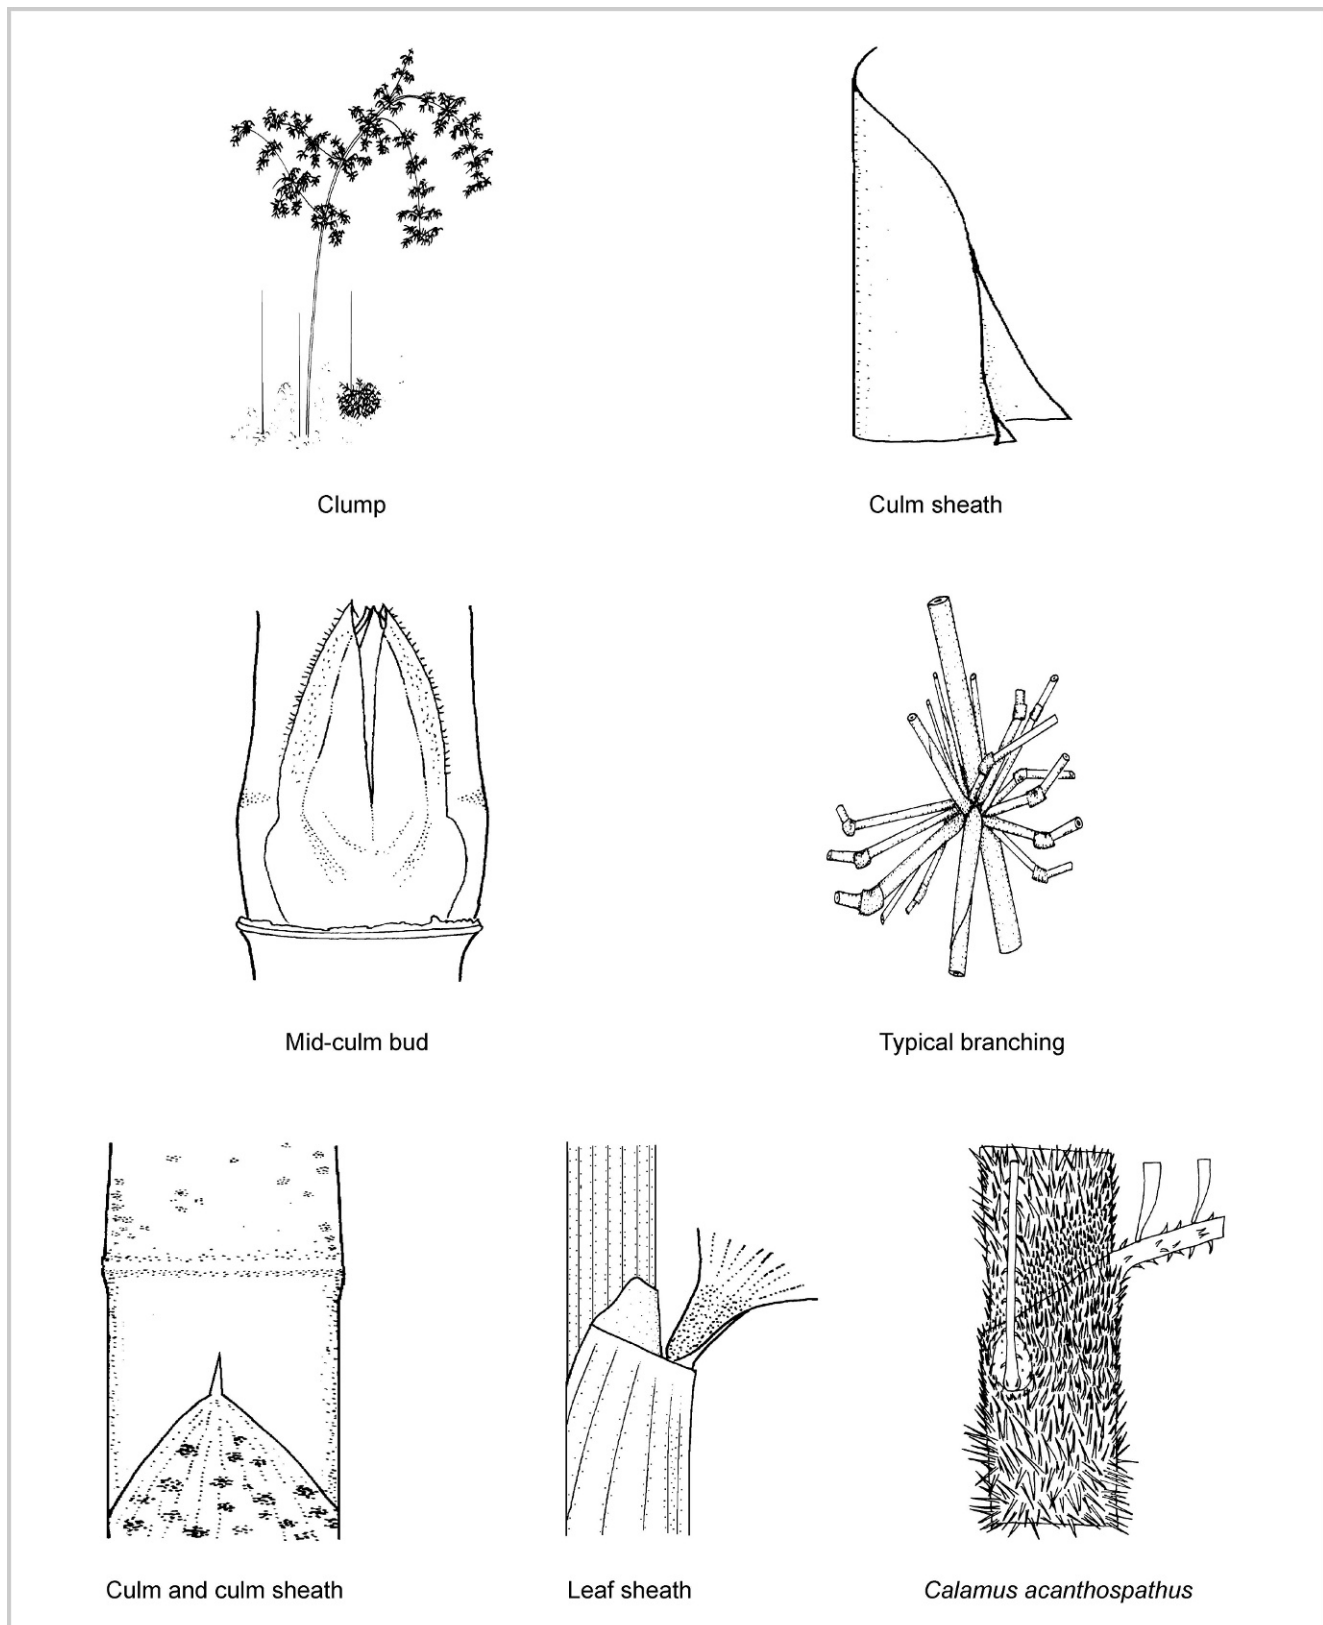 Clump
Culm sheath
Mid-culm bud
Typical branching
Culm and culm sheath
Leaf sheath
Calamus acanthospathus